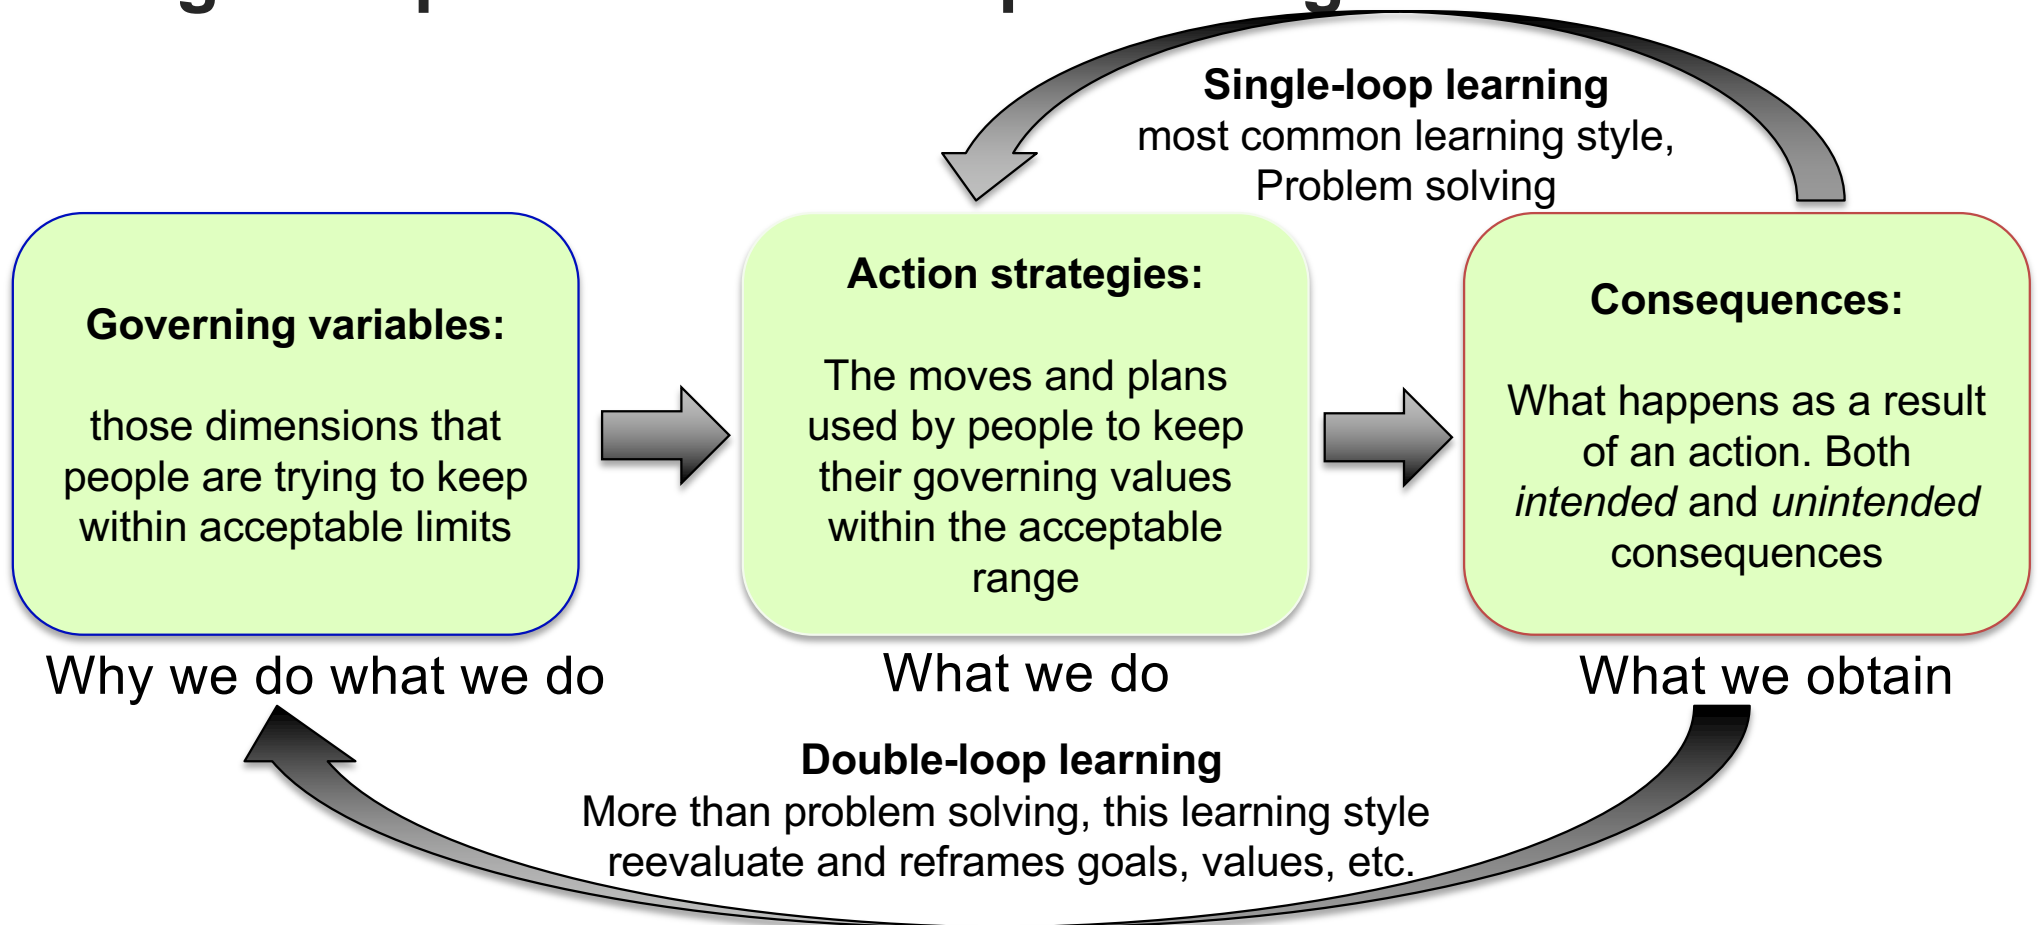 Single-loop learning
most common learning style,
Problem solving
Governing variables:
those dimensions that
people are trying to keep
within acceptable limits
Action strategies:
The moves and plans
used by people to keep
their governing values
within the acceptable
range
Consequences:
What happens as a result
of an action. Both
intended and unintended
consequences
Why we do what we do
What we do
What we obtain
Double-loop learning
More than problem solving, this learning style
reevaluate and reframes goals, values, etc.